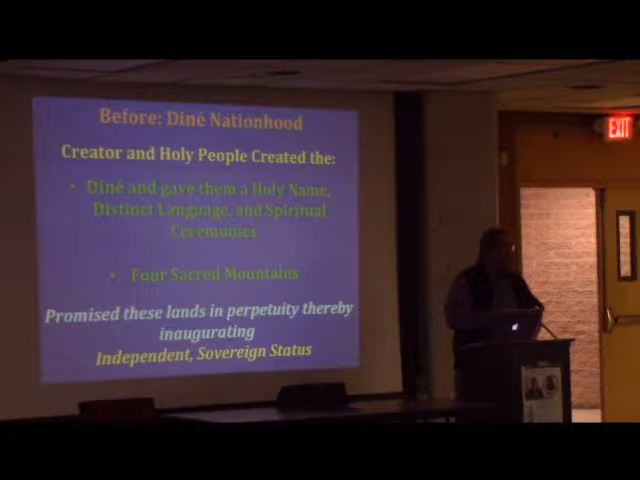 Before: Diné Nationhood
Creator and Holy People Created the:
• Diné and gave them a Holy Name,
Distinct Language, and Spiritual
Ceremonies
• Four Sacred Mountains
Promised these lands in perpetuity thereby
inaugurating
Independent, Sovereign Status
EXIT